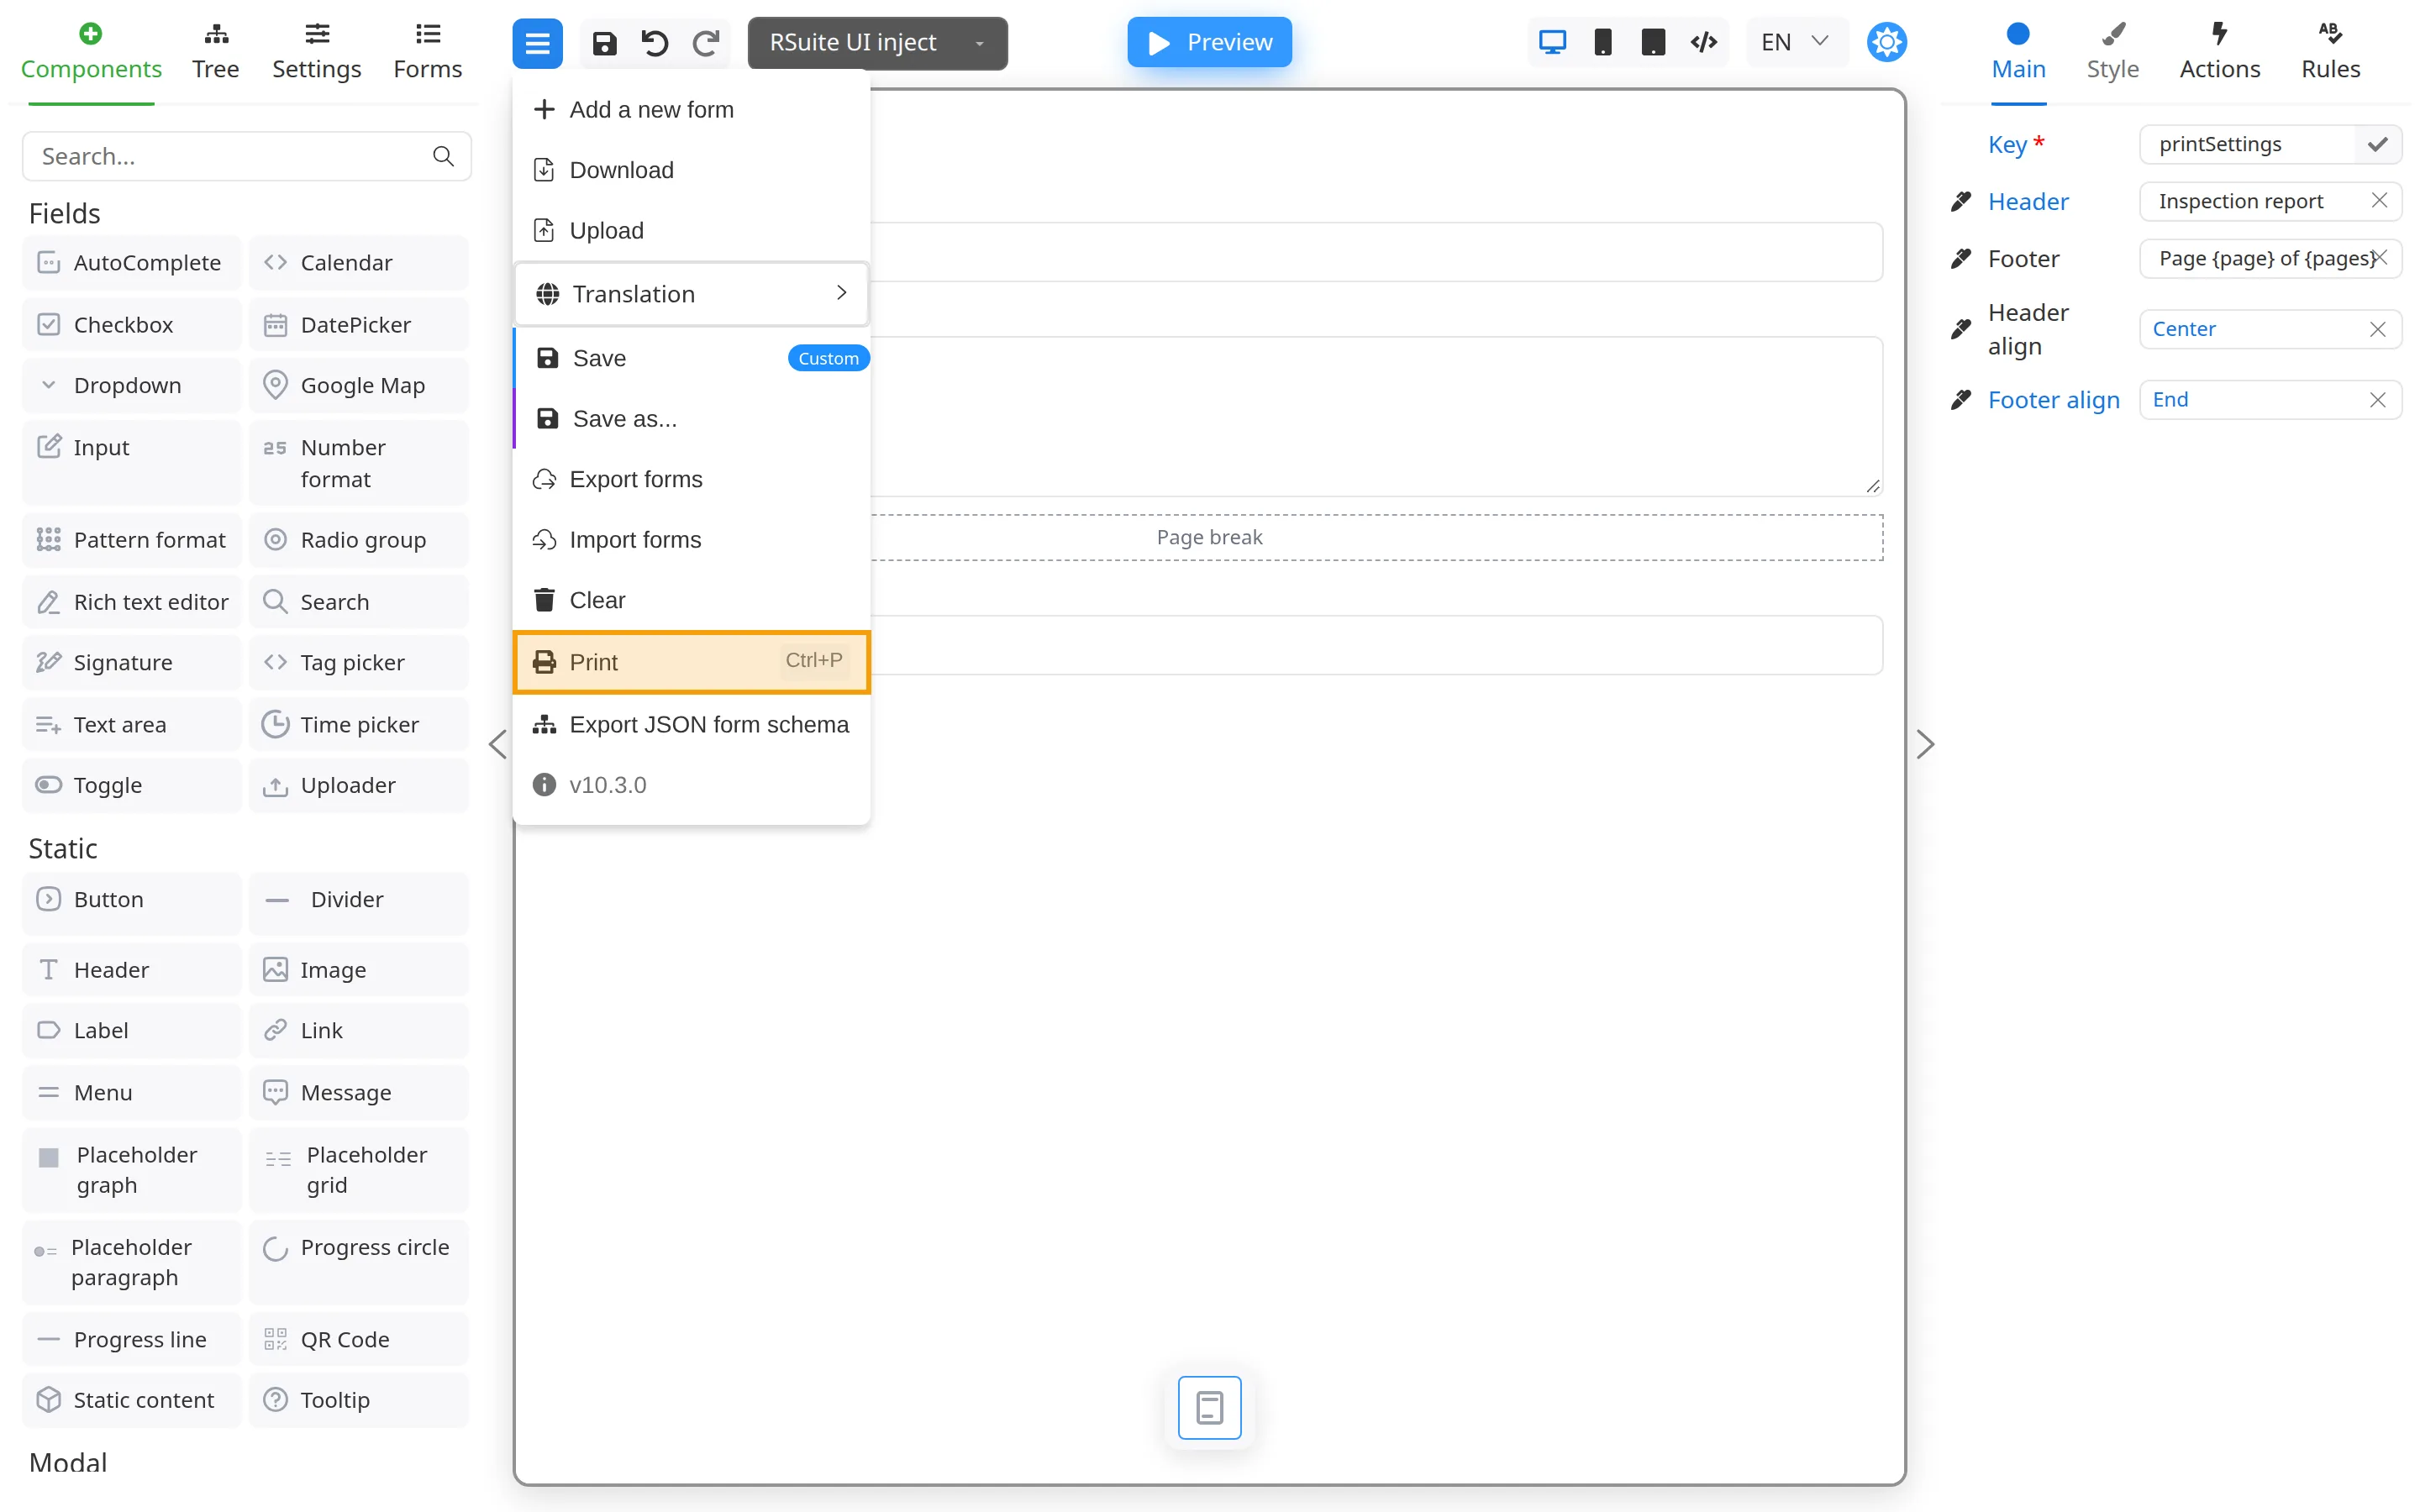 Components
Tree
Settings
Forms
RSuite UI inject
Preview
EN
Main
Style
Actions
Rules
Search...
Fields
AutoComplete
Calendar
Checkbox
DatePicker
Dropdown
Google Map
Input
Number
format
Pattern format
Radio group
Rich text editor
Search
Signature
Tag picker
Text area
Time picker
Toggle
Uploader
Static
Button
Divider
Header
Image
Label
Link
Menu
Message
Placeholder
graph
Placeholder
grid
Placeholder
paragraph
Progress circle
Progress line
QR Code
Static content
Tooltip
Modal
Add a new form
Download
Upload
Translation
Save
Custom
Save as...
Export forms
Import forms
Clear
Print
Ctrl+P
Export JSON form schema
v10.3.0
Page break
Key *
printSettings
Header
Inspection report
Footer
Page {page} of {pages}
Header
align
Center
Footer align
End